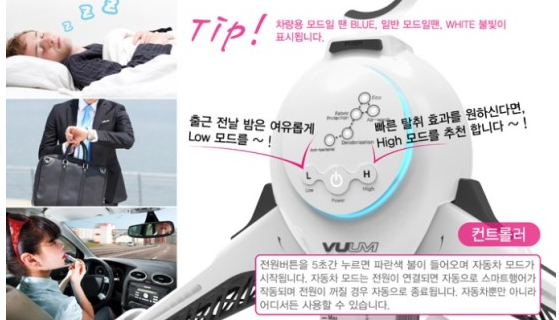 z z z
Tip!
차량용 모드일 땐 BLUE, 일반 모드일땐, WHITE 불빛이
표시됩니다.
Fabric
Protection
Deodorization
출근 전날 밤은 여유롭게
Low 모드를 ~ !
빠른 탈취 효과를 원하신다면,
High 모드를 추천 합니다 ~ !
L
H
Low
Power
High
VUUM
컨트롤러
전원버튼을 5초간 누르면 파란색 불이 들어오며 자동차 모드가
시작됩니다. 자동차 모드는 전원이 연결되면 자동으로 스마트행어가
작동되며 전원이 꺼질 경우 자동으로 종료됩니다. 자동차뿐만 아니라
어디서든 사용할 수 있습니다.